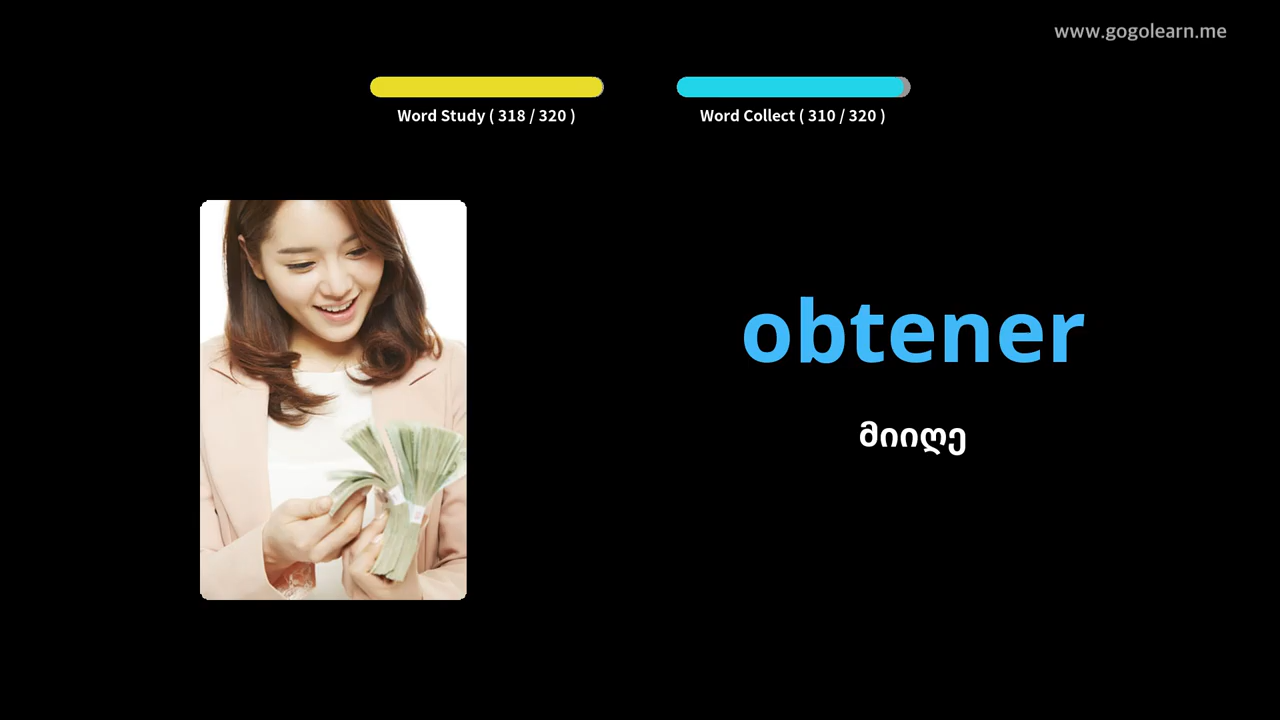 www.gogolearn.me
Word Study ( 318 / 320 )
Word Collect ( 310 / 320 )
obtener
მიიღე